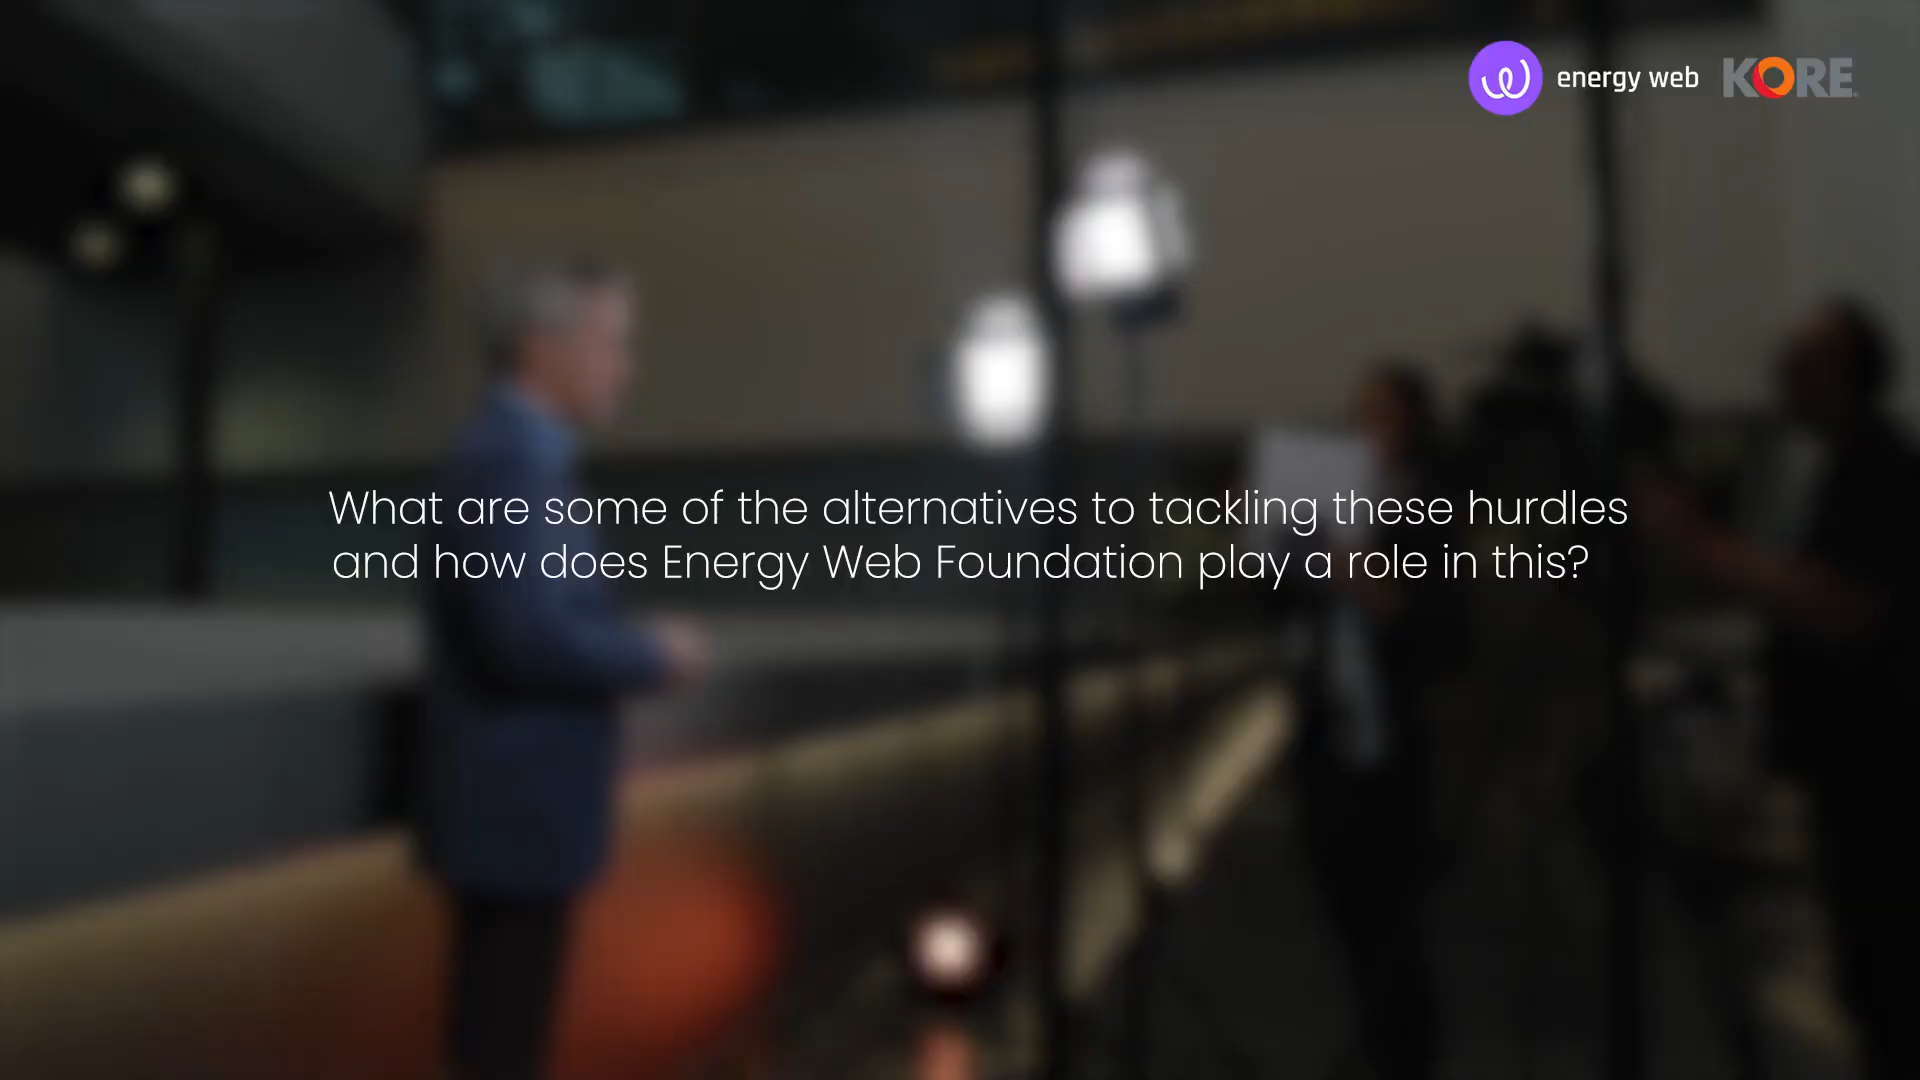 energy web KORE
What are some of the alternatives to tackling these hurdles
and how does Energy Web Foundation play a role in this?